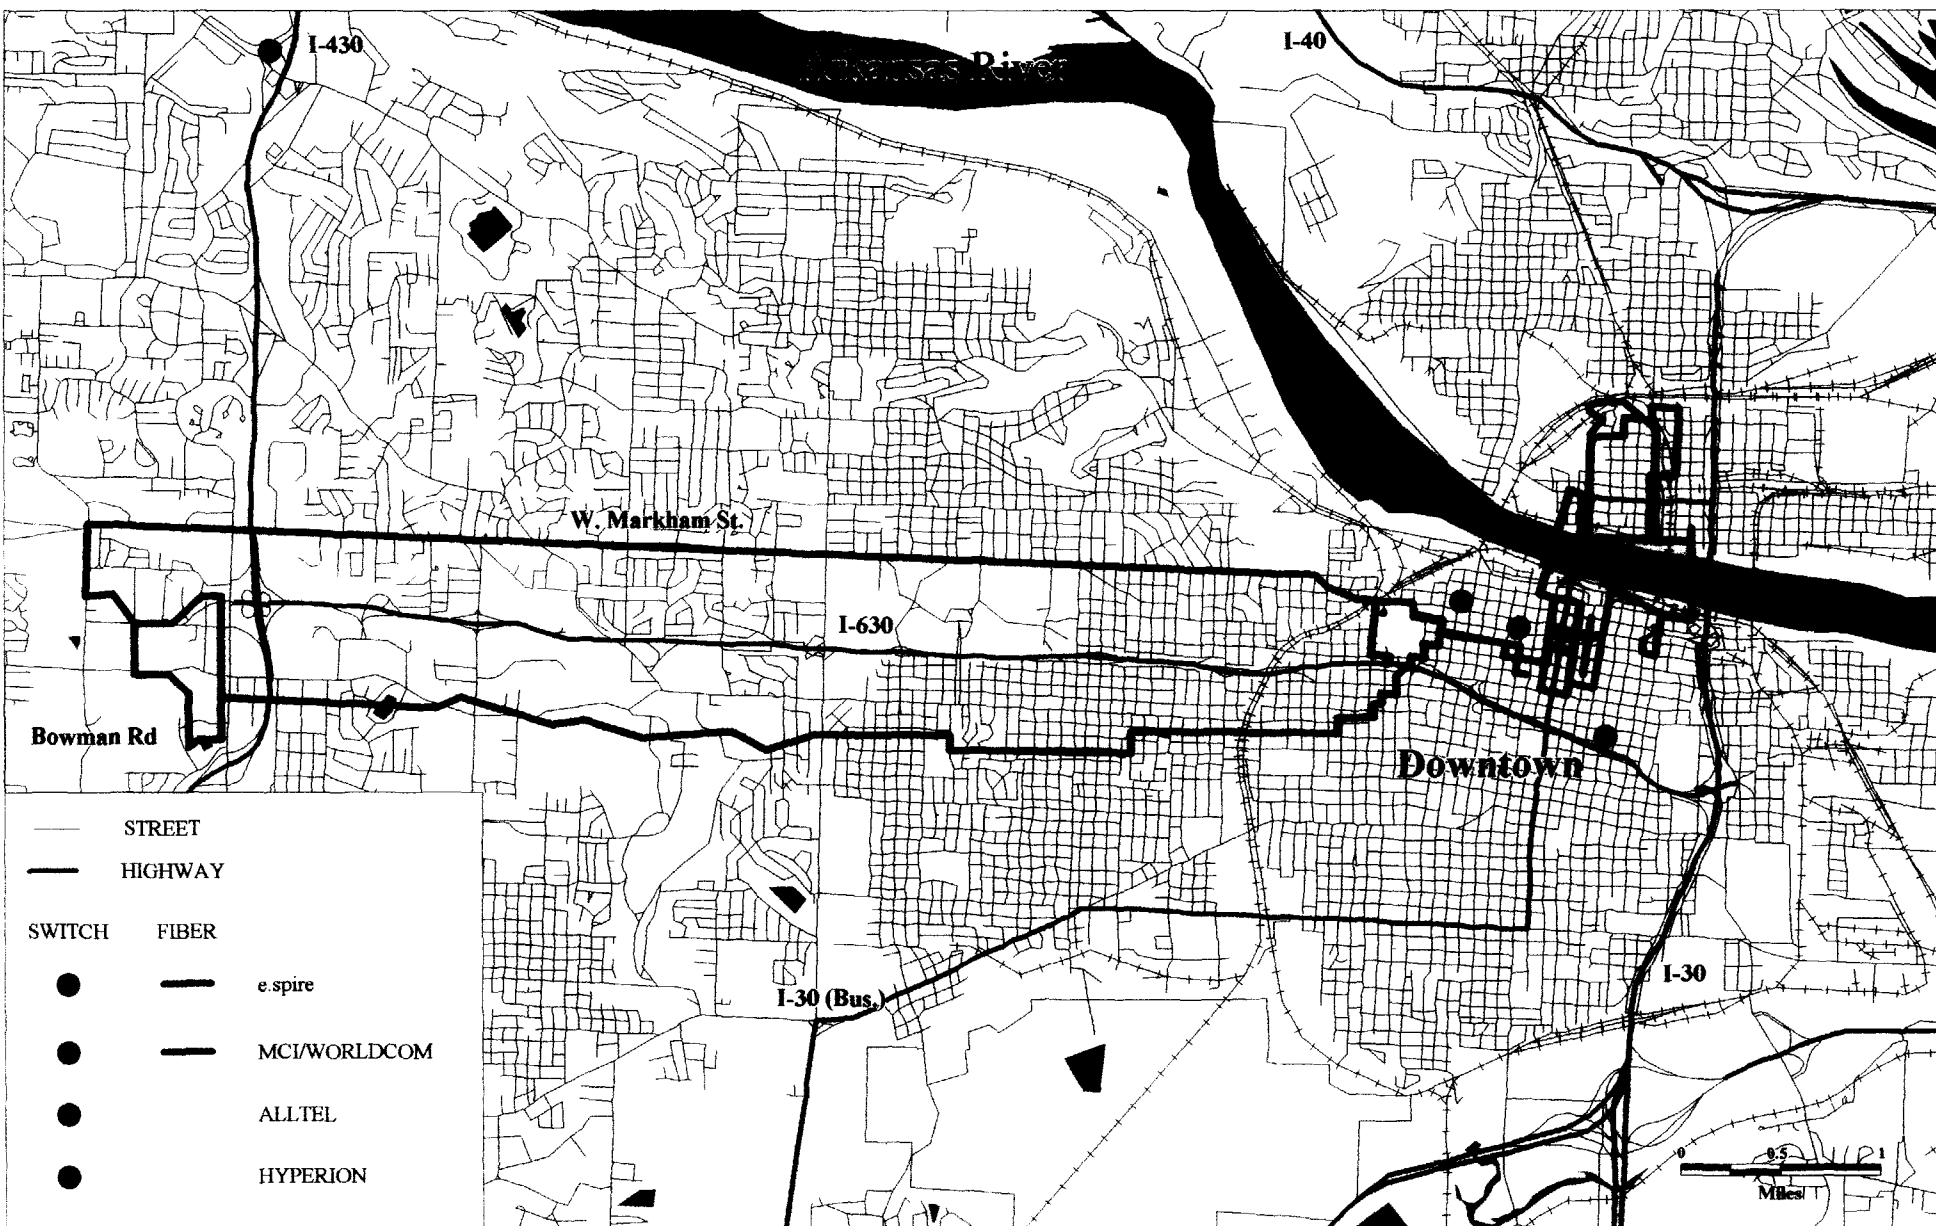 I-430
I-40
Arkansas River
W. Markham St.
I-630
Bowman Rd
Downtown
STREET
HIGHWAY
SWITCH FIBER
e.spire
MCI/WORLDCOM
ALLTEL
HYPERION
I-30 (Bus.)
I-30
0 0.5 1
Miles